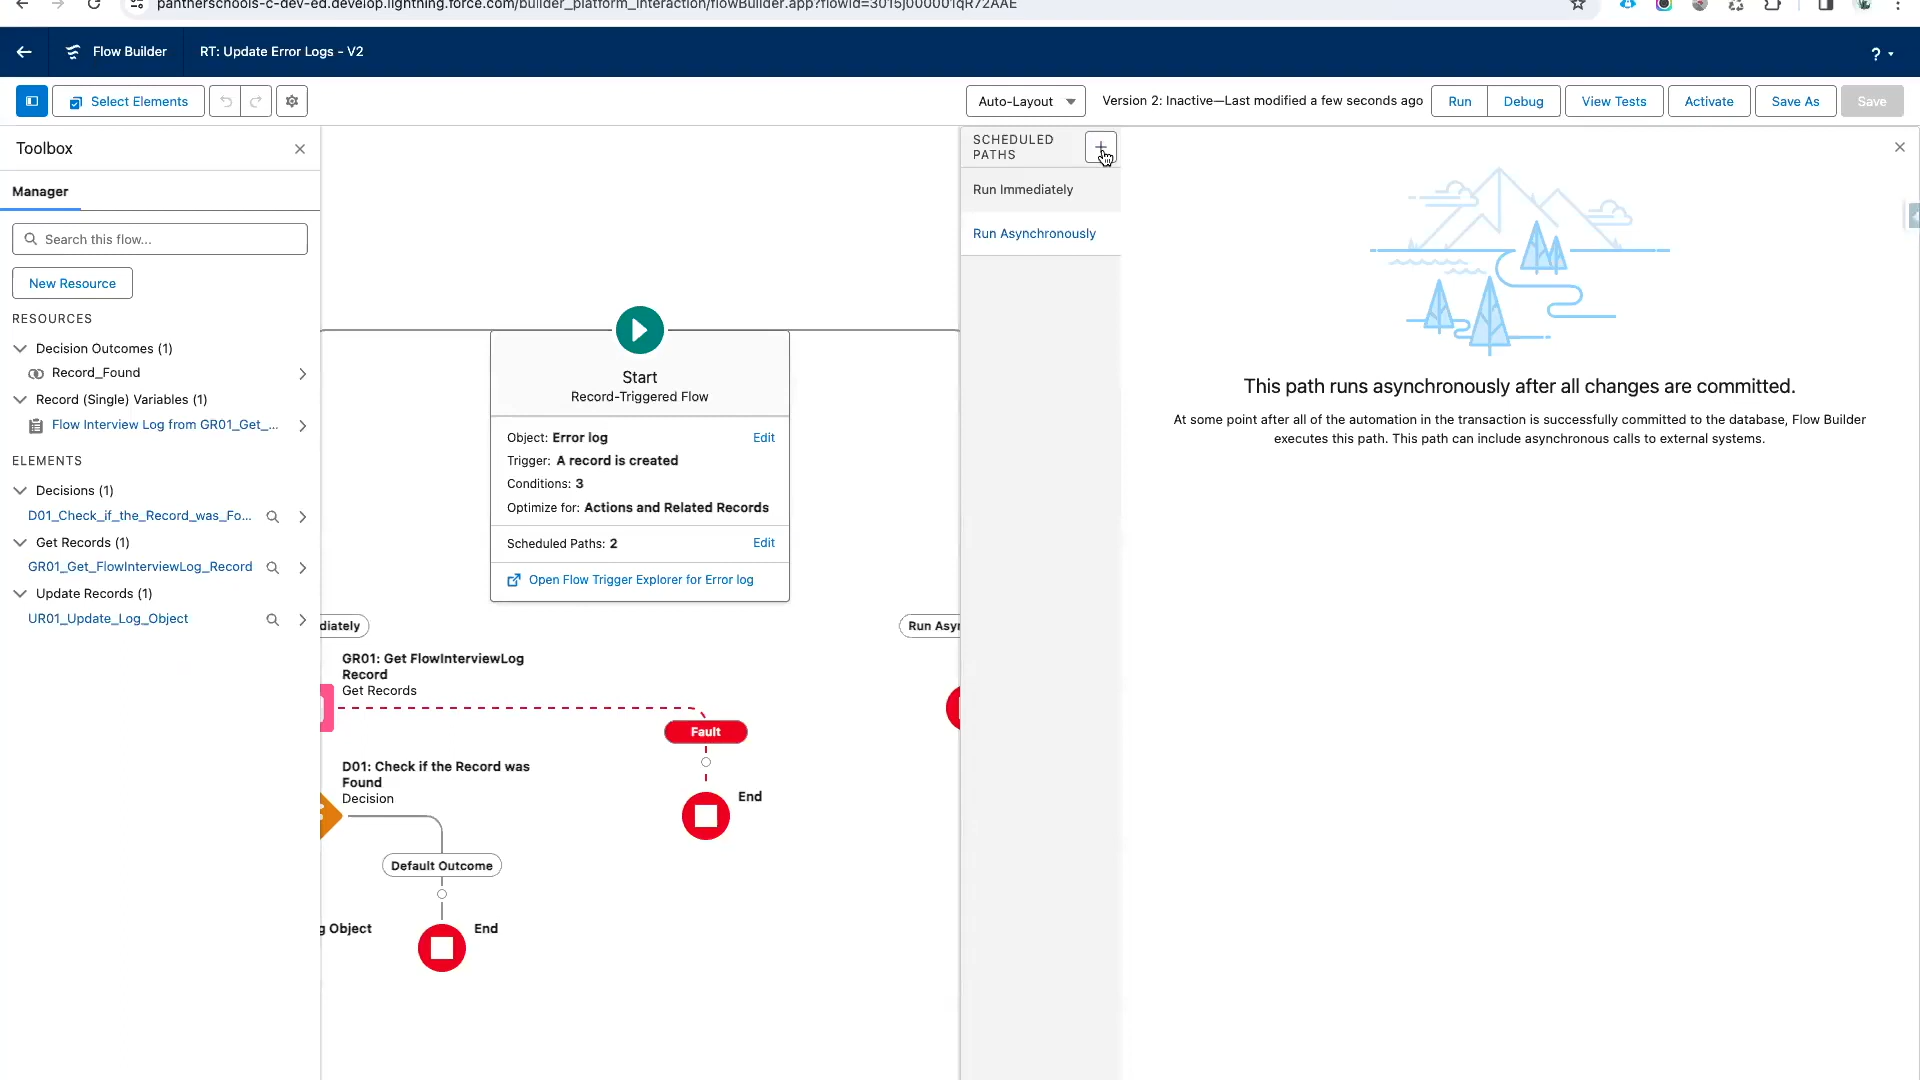 pantherschools-c-dev-ed.develop.lightning.force.com/builder_platform_interaction/flowBuilder.app?flowId=3015j000001qR72AAE
Flow Builder
RT: Update Error Logs - V2
?
Select Elements
Auto-Layout
Version 2: Inactive—Last modified a few seconds ago
Run
Debug
View Tests
Activate
Save As
Save
Toolbox
Manager
Search this flow...
New Resource
RESOURCES
Decision Outcomes (1)
Record_Found
Record (Single) Variables (1)
Flow Interview Log from GR01_Get_...
ELEMENTS
Decisions (1)
D01_Check_if_the_Record_was_Fo...
Get Records (1)
GR01_Get_FlowInterviewLog_Record
Update Records (1)
UR01_Update_Log_Object
Start
Record-Triggered Flow
Object: Error log
Edit
Trigger: A record is created
Conditions: 3
Optimize for: Actions and Related Records
Scheduled Paths: 2
Edit
Open Flow Trigger Explorer for Error log
diately
Run Asyn
GR01: Get FlowInterviewLog
Record
Get Records
Fault
End
D01: Check if the Record was
Found
Decision
Default Outcome
g Object
End
SCHEDULED
PATHS
Run Immediately
Run Asynchronously
This path runs asynchronously after all changes are committed.
At some point after all of the automation in the transaction is successfully committed to the database, Flow Builder
executes this path. This path can include asynchronous calls to external systems.